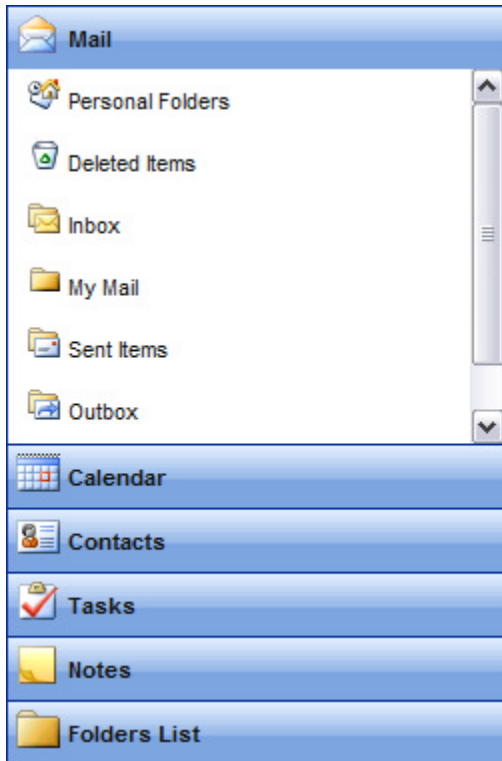 Mail
Personal Folders
Deleted Items
Inbox
My Mail
Sent Items
Outbox
Calendar
Contacts
Tasks
Notes
Folders List